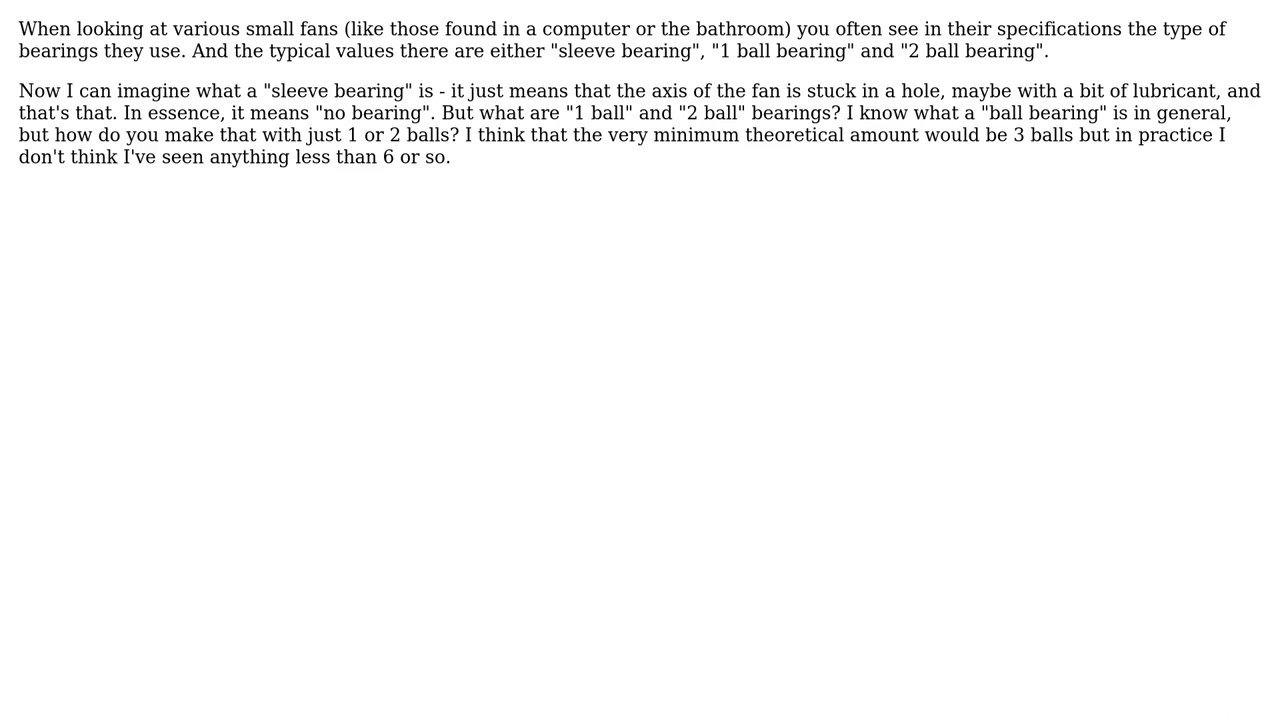 When looking at various small fans (like those found in a computer or the bathroom) you often see in their specifications the type of
bearings they use. And the typical values there are either "sleeve bearing", "1 ball bearing" and "2 ball bearing".
Now I can imagine what a "sleeve bearing" is - it just means that the axis of the fan is stuck in a hole, maybe with a bit of lubricant, and
that's that. In essence, it means "no bearing". But what are "1 ball" and "2 ball" bearings? I know what a "ball bearing" is in general,
but how do you make that with just 1 or 2 balls? I think that the very minimum theoretical amount would be 3 balls but in practice I
don't think I've seen anything less than 6 or so.